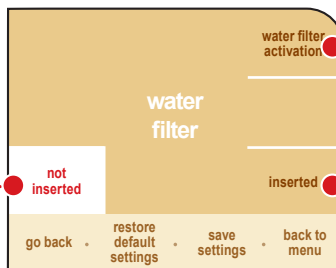 water filter
activation
water
filter
not
inserted
inserted
go back
restore
default
settings
save
settings
back to
menu